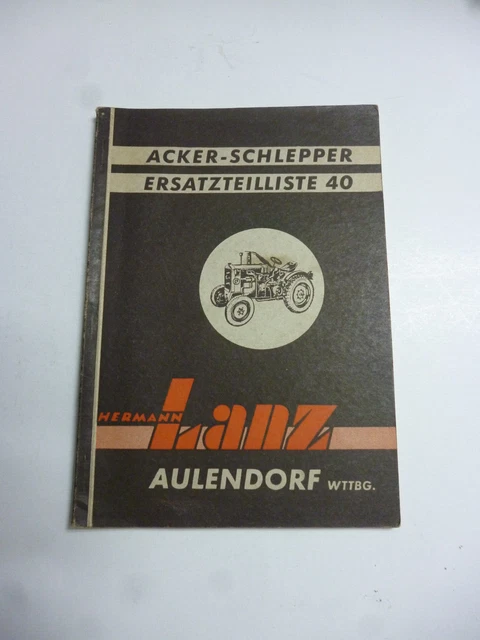 ACKER-SCHLEPPER
ERSATZTEILLISTE 40
HERMANN
Lanz
AULENDORF WTTBG.